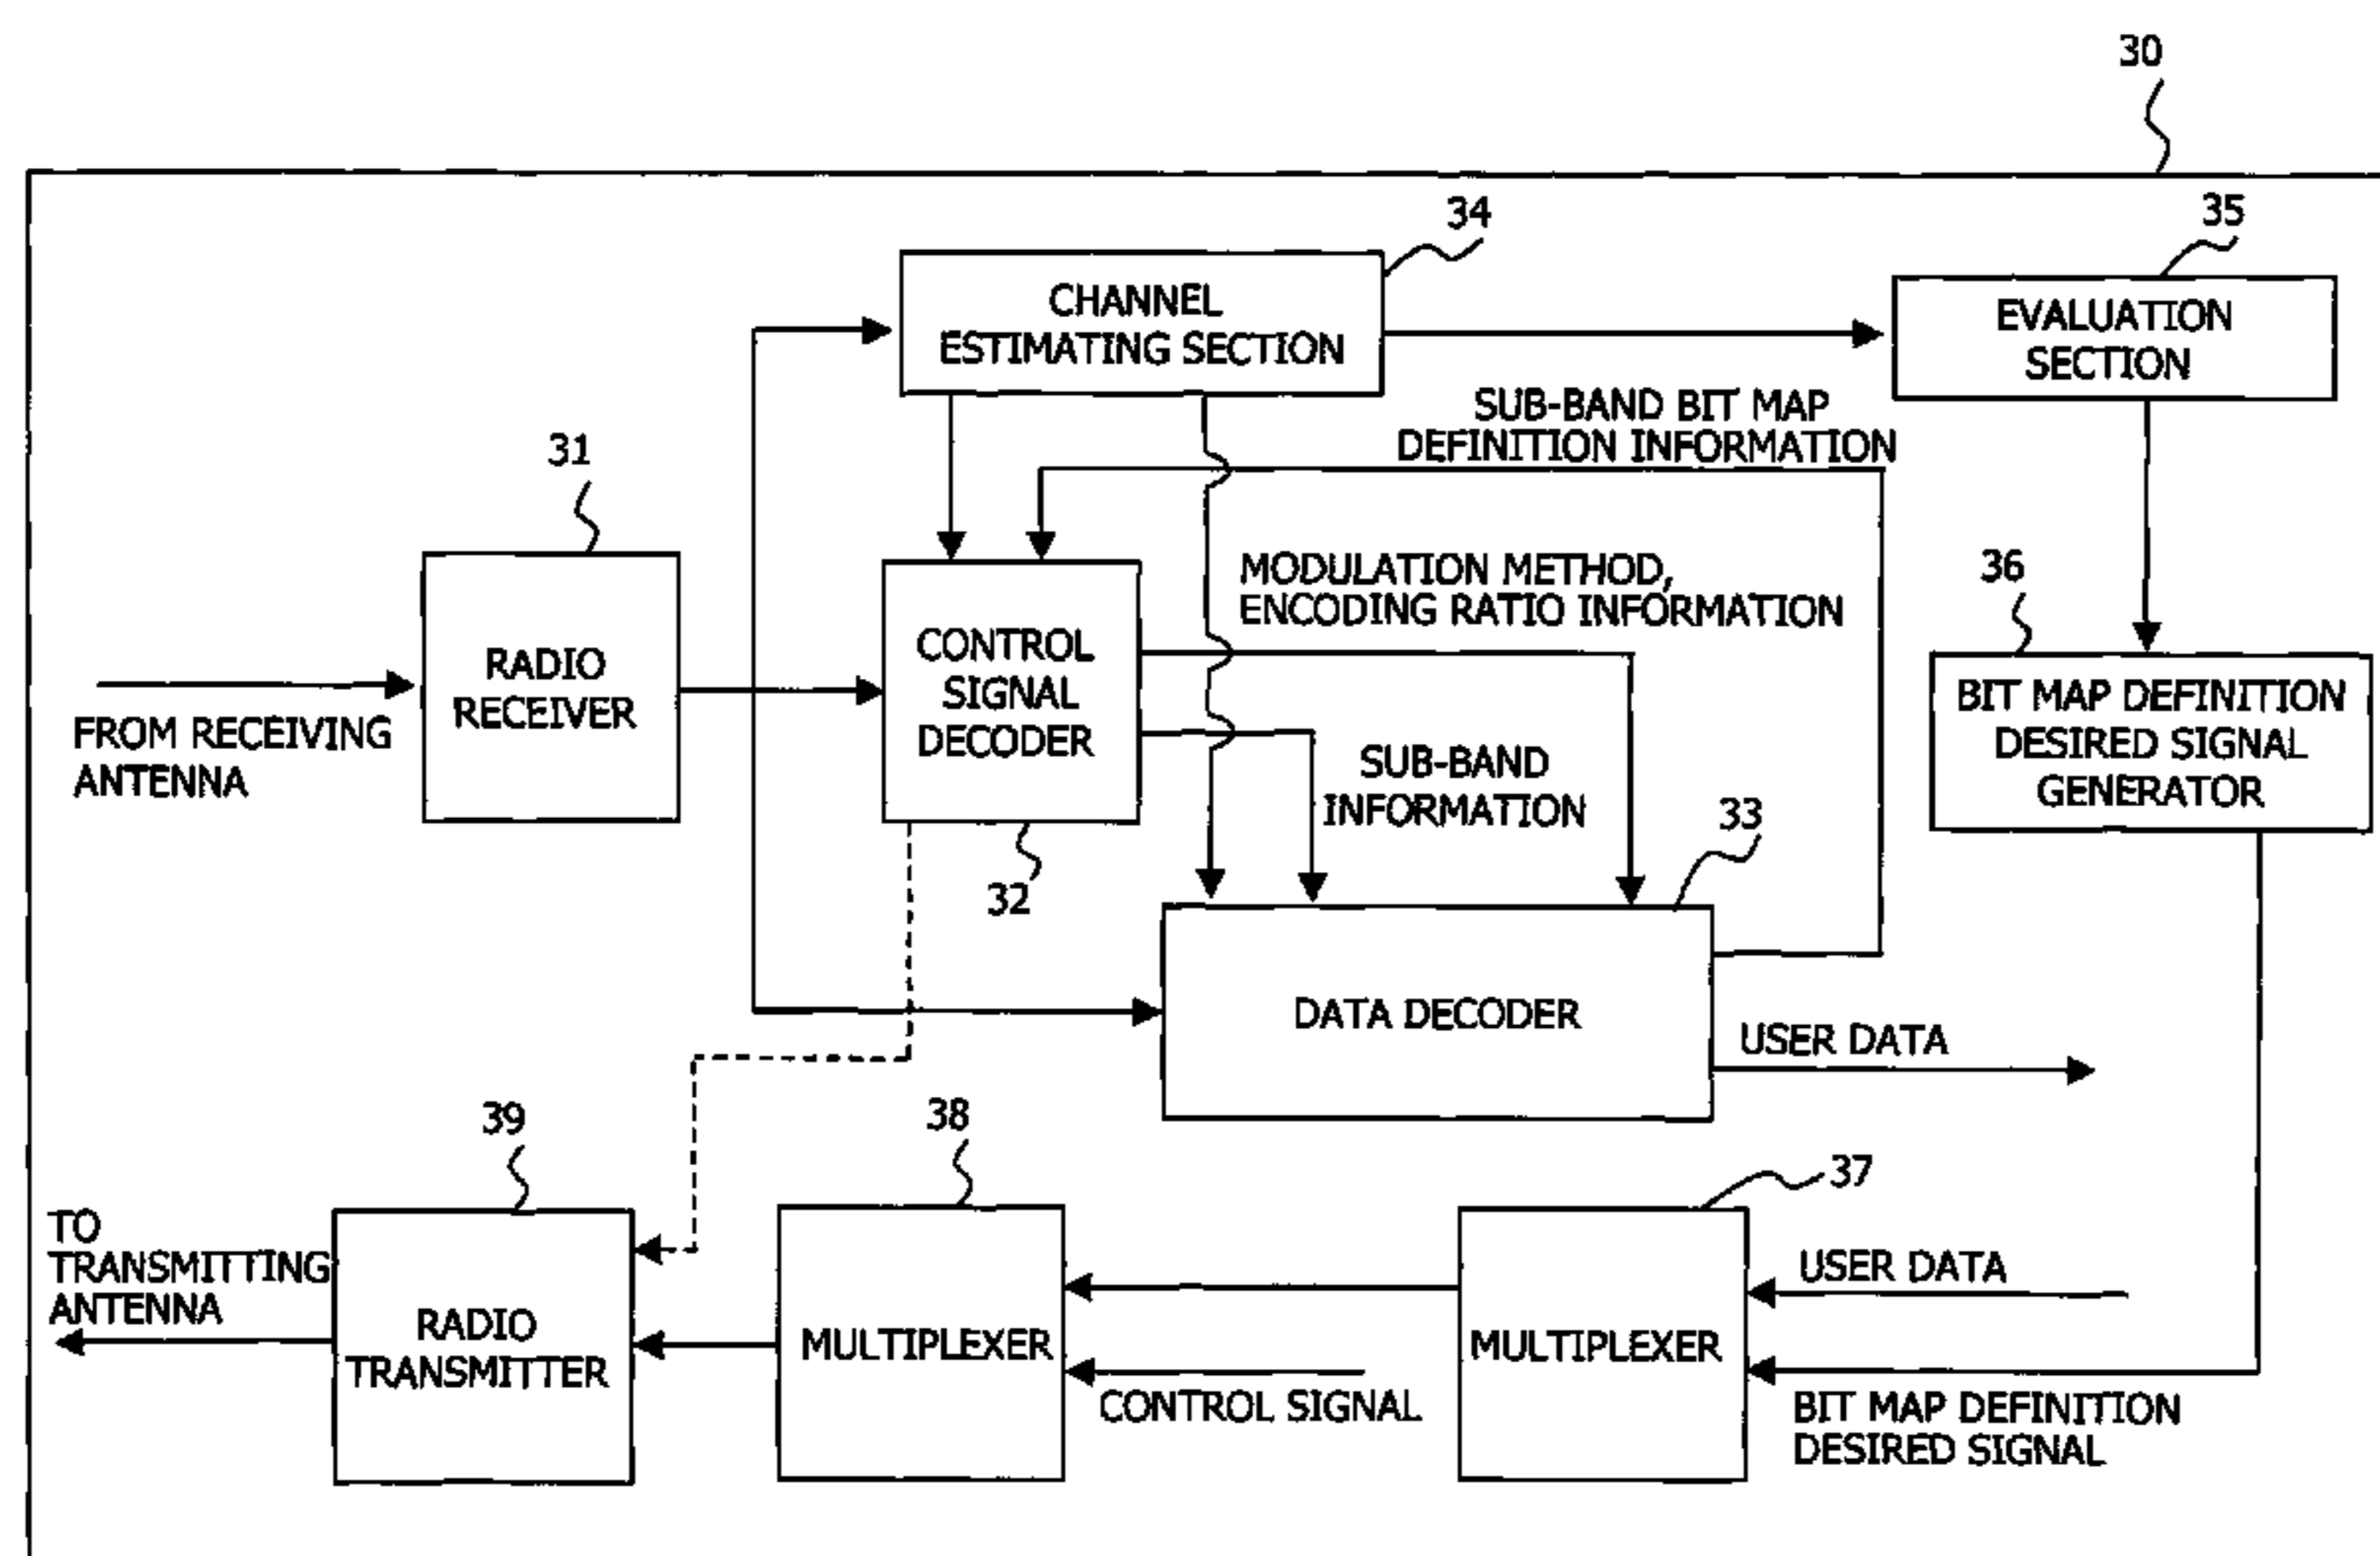 30
34
35
CHANNEL
ESTIMATING SECTION
EVALUATION
SECTION
SUB-BAND BIT MAP
DEFINITION INFORMATION
31
MODULATION METHOD,
ENCODING RATIO INFORMATION
36
RADIO
RECEIVER
CONTROL
SIGNAL
DECODER
BIT MAP DEFINITION
DESIRED SIGNAL
GENERATOR
FROM RECEIVING
ANTENNA
SUB-BAND
INFORMATION
33
32
DATA DECODER
USER DATA
39
38
37
TO
TRANSMITTING
ANTENNA
RADIO
TRANSMITTER
MULTIPLEXER
MULTIPLEXER
USER DATA
CONTROL SIGNAL
BIT MAP DEFINITION
DESIRED SIGNAL